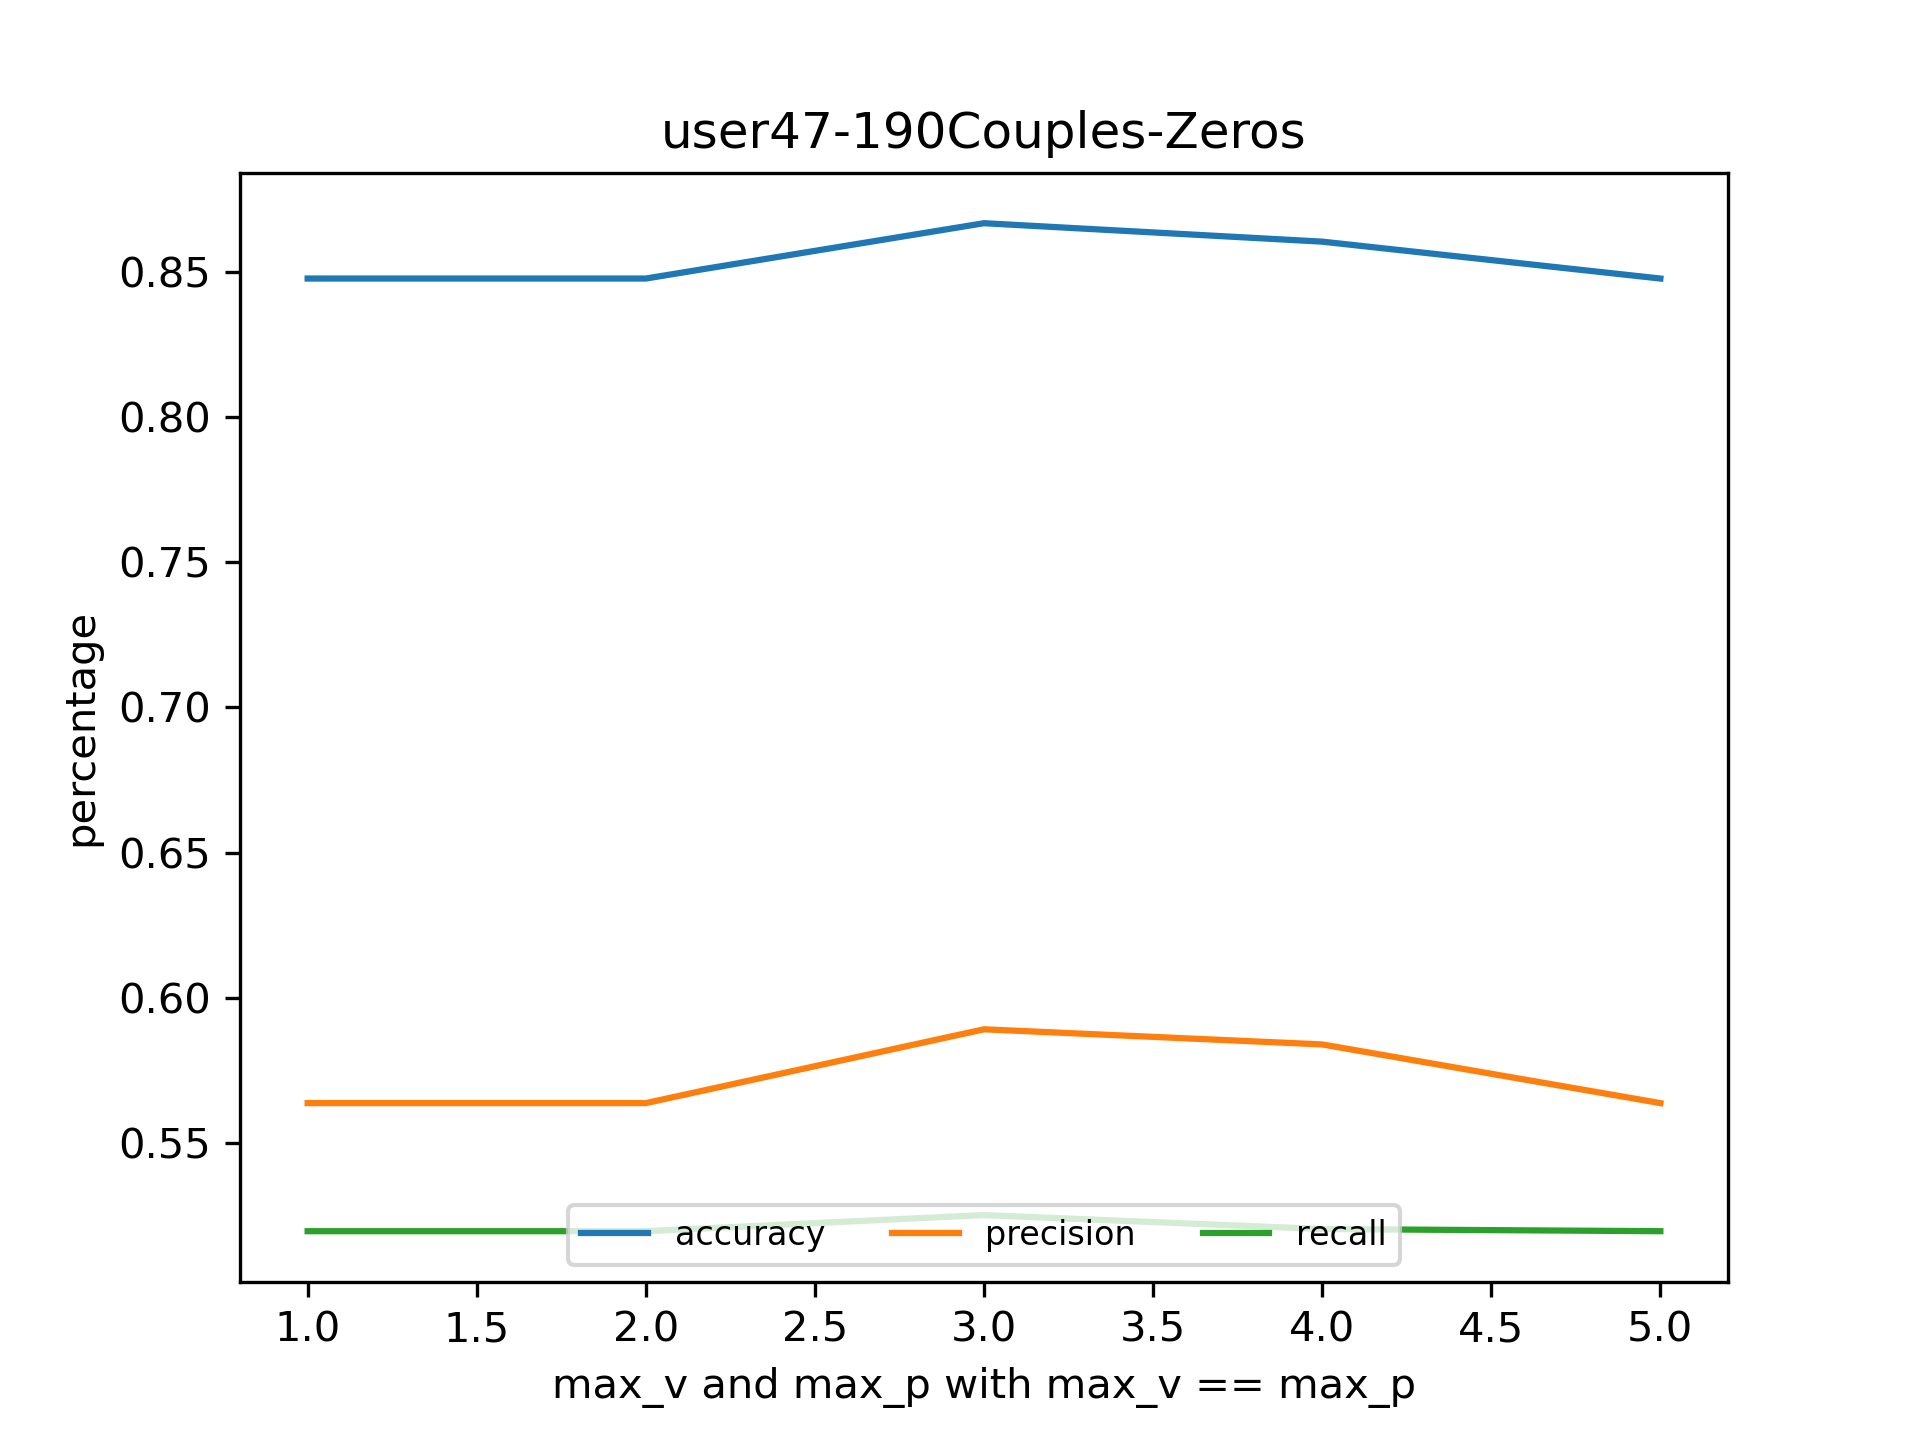 user47-190Couples-Zeros
percentage
0.85
0.80
0.75
0.70
0.65
0.60
0.55
accuracy precision recall
1.0 1.5 2.0 2.5 3.0 3.5 4.0 4.5 5.0
max_v and max_p with max_v == max_p